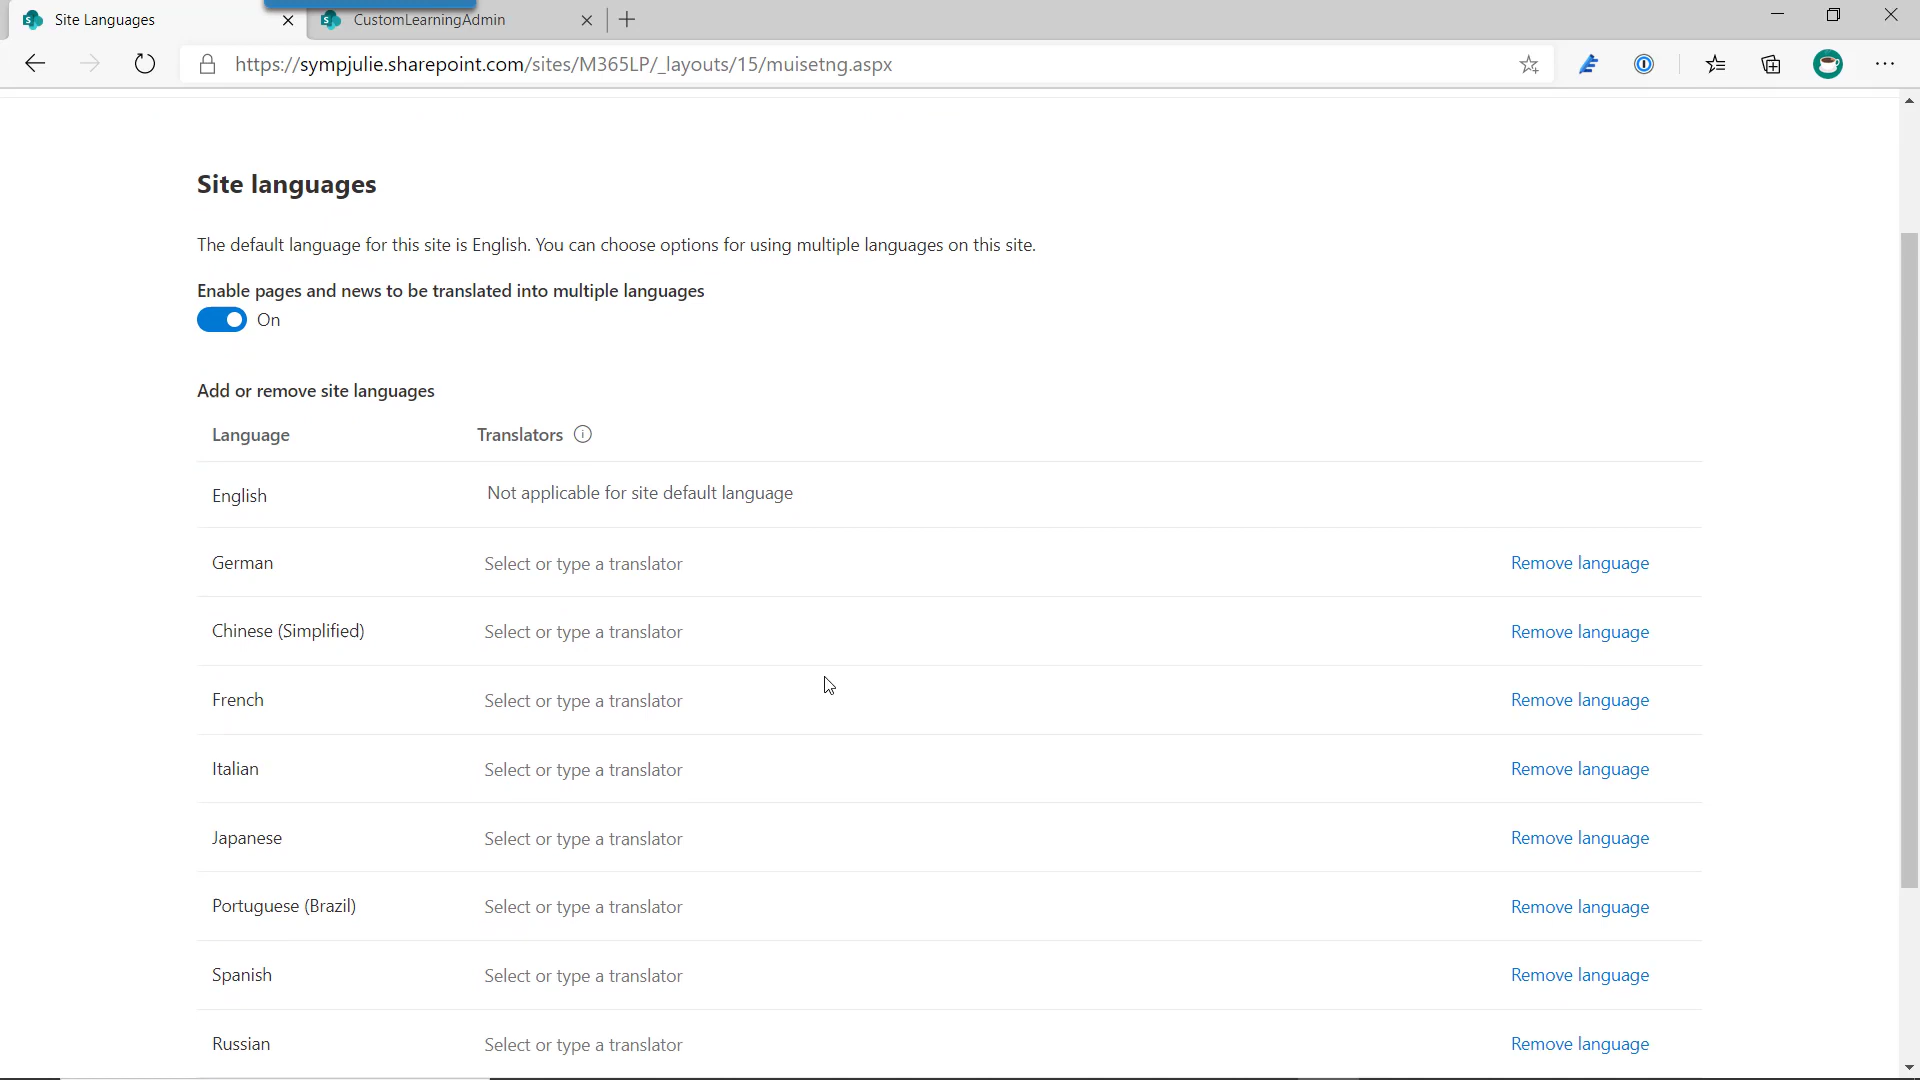 Site Languages
CustomLearningAdmin
https://sympjulie.sharepoint.com/sites/M365LP/_layouts/15/muisetng.aspx
Site languages
The default language for this site is English. You can choose options for using multiple languages on this site.
Enable pages and news to be translated into multiple languages
On
Add or remove site languages
Language Translators
English Not applicable for site default language
German Select or type a translator Remove language
Chinese (Simplified) Select or type a translator Remove language
French Select or type a translator Remove language
Italian Select or type a translator Remove language
Japanese Select or type a translator Remove language
Portuguese (Brazil) Select or type a translator Remove language
Spanish Select or type a translator Remove language
Russian Select or type a translator Remove language